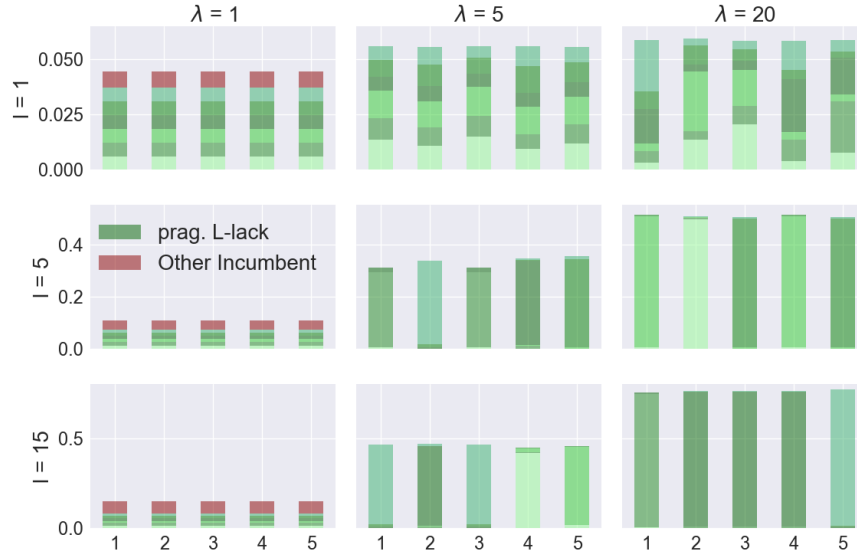 λ = 1 λ = 5 λ = 20
l = 1
0.050
0.025
0.000
l = 5
0.4
0.2
0.0
prag. L-lack
Other Incumbent
l = 15
0.5
0.0
1 2 3 4 5 1 2 3 4 5 1 2 3 4 5